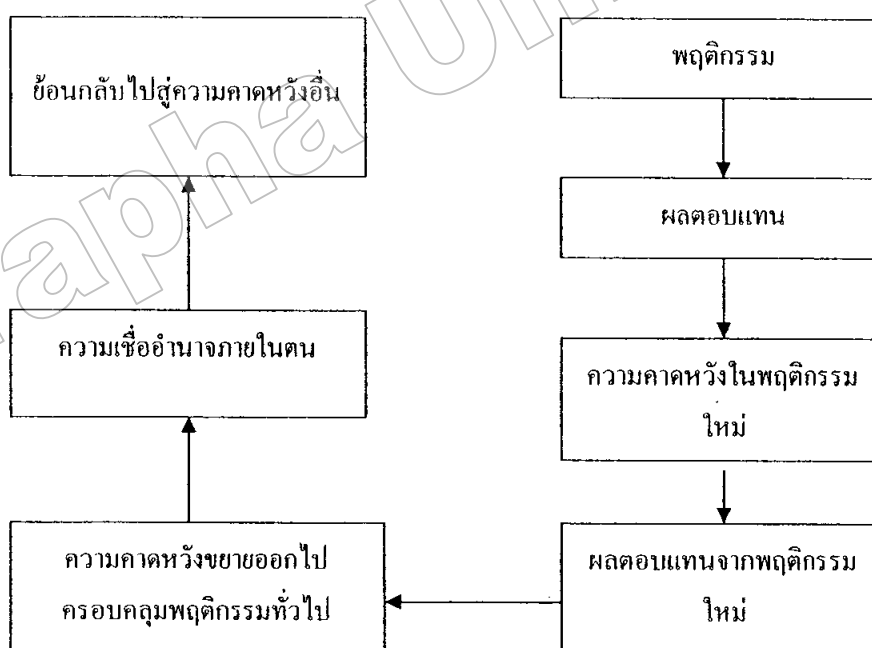 พฤติกรรม
ผลตอบแทน
ความคาดหวังในพฤติกรรม
ใหม่
ผลตอบแทนจากพฤติกรรม
ใหม่
ความคาดหวังขยายออกไป
ครอบคลุมพฤติกรรมทั่วไป
ความเชื่ออำนาจภายในตน
ย้อนกลับไปสู่ความคาดหวังอื่น
apha Un